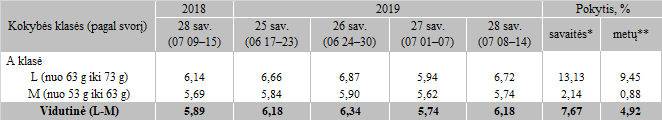 Kokybės klasės (pagal svorį) 2018 2019 Pokytis, %
28 sav. (07 09–15) 25 sav. (06 17–23) 26 sav. (06 24–30) 27 sav. (07 01–07) 28 sav. (07 08–14) savaitės* metų**
A klasė
L (nuo 63 g iki 73 g) 6,14 6,66 6,87 5,94 6,72 13,13 9,45
M (nuo 53 g iki 63 g) 5,69 5,84 5,90 5,62 5,74 2,14 0,88
Vidutinė (L-M) 5,89 6,18 6,34 5,74 6,18 7,67 4,92